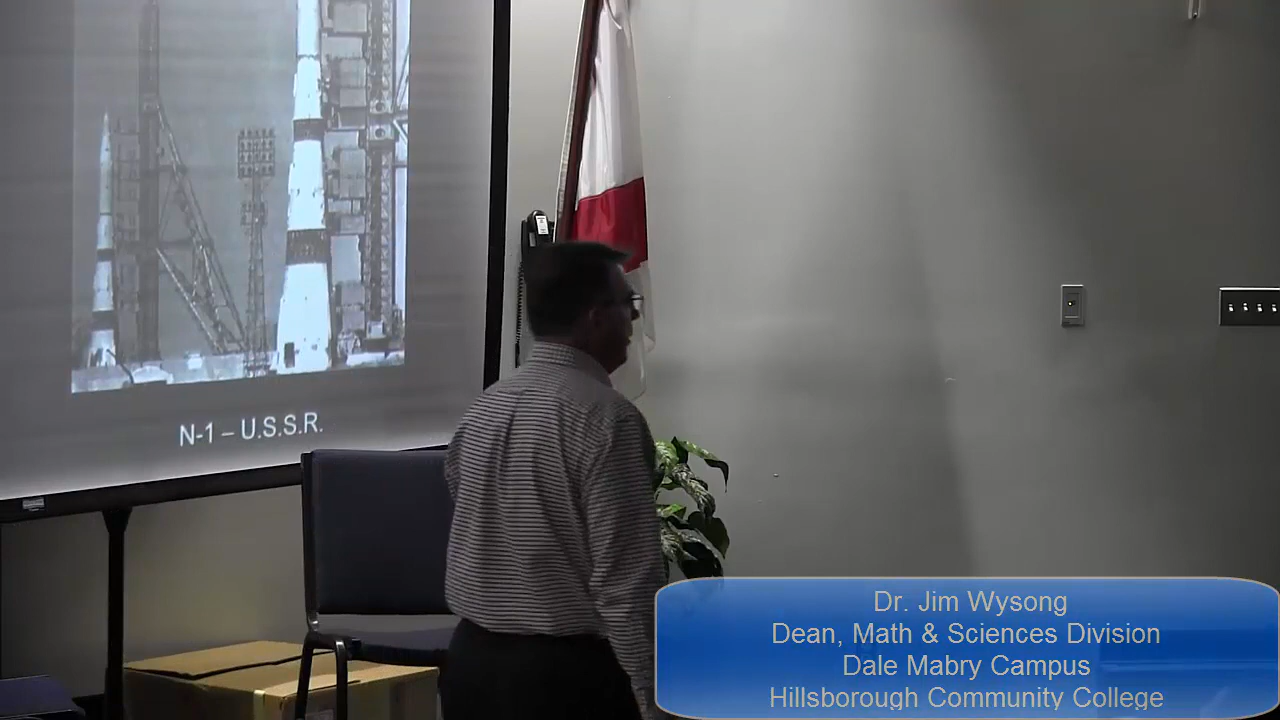 N-1 – U.S.S.R.
Dr. Jim Wysong
Dean, Math & Sciences Division
Dale Mabry Campus
Hillsborough Community College